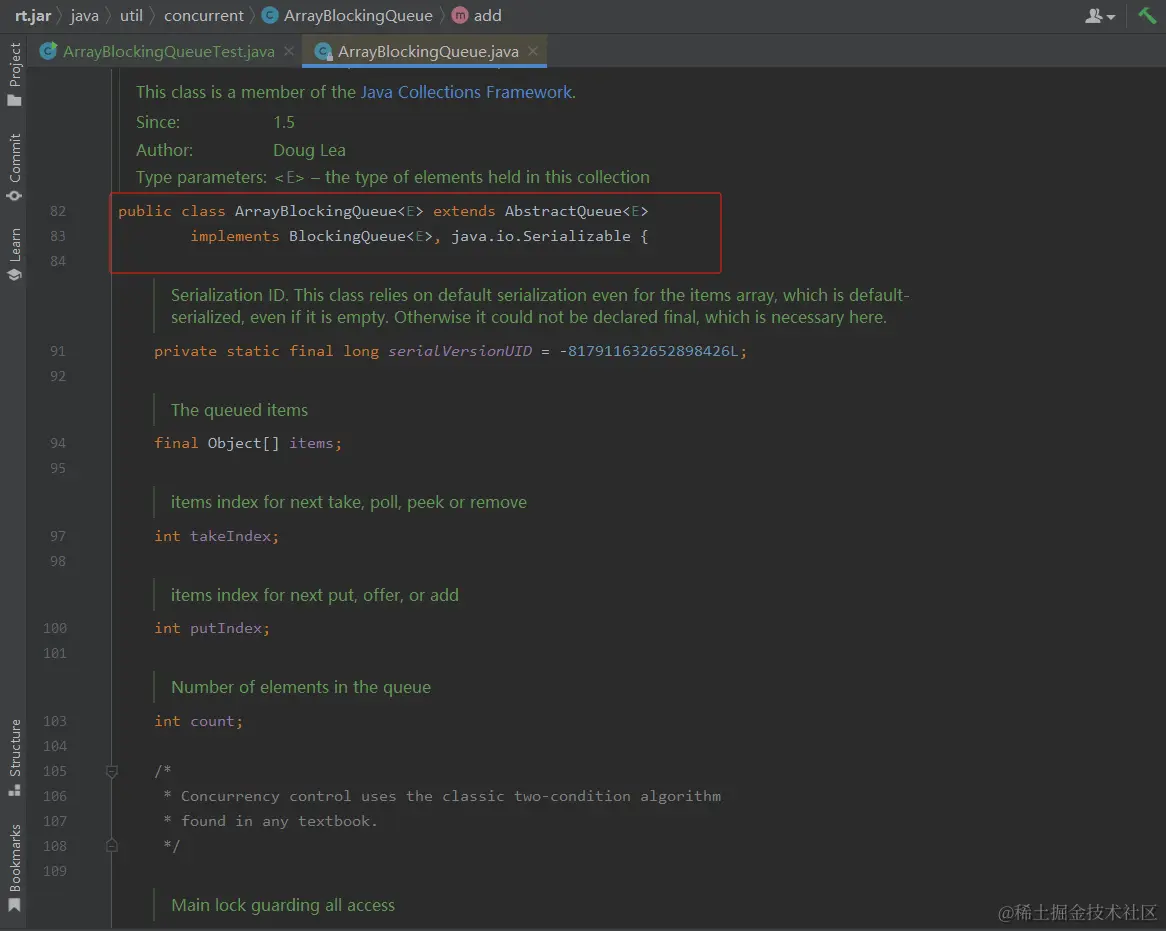 rt.jar java util concurrent ArrayBlockingQueue add
ArrayBlockingQueueTest.java ArrayBlockingQueue.java
Project
Commit
Learn
Structure
Bookmarks
This class is a member of the Java Collections Framework.
Since: 1.5
Author: Doug Lea
Type parameters: <E> – the type of elements held in this collection
82 public class ArrayBlockingQueue<E> extends AbstractQueue<E>
83 implements BlockingQueue<E>, java.io.Serializable {
84
Serialization ID. This class relies on default serialization even for the items array, which is default-
serialized, even if it is empty. Otherwise it could not be declared final, which is necessary here.
91 private static final long serialVersionUID = -817911632652898426L;
92
The queued items
94 final Object[] items;
95
items index for next take, poll, peek or remove
97 int takeIndex;
98
items index for next put, offer, or add
100 int putIndex;
101
Number of elements in the queue
103 int count;
104
105 /*
106 * Concurrency control uses the classic two-condition algorithm
107 * found in any textbook.
108 */
109
Main lock guarding all access
@稀土掘金技术社区